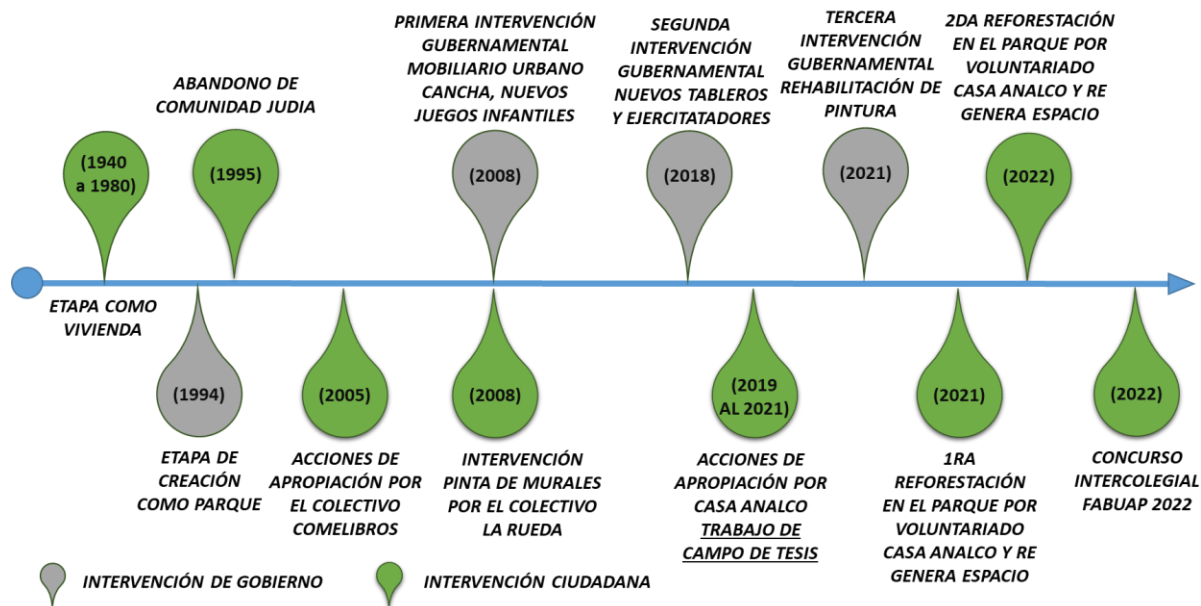 PRIMERA INTERVENCIÓN
GUBERNAMENTAL
MOBILIARIO URBANO
CANCHA, NUEVOS
JUEGOS INFANTILES
SEGUNDA
INTERVENCIÓN
GUBERNAMENTAL
NUEVOS TABLEROS
Y EJERCITATADORES
TERCERA
INTERVENCIÓN
GUBERNAMENTAL
REHABILITACIÓN DE
PINTURA
2DA REFORESTACIÓN
EN EL PARQUE POR
VOLUNTARIADO
CASA ANALCO Y RE
GENERA ESPACIO
ABANDONO DE
COMUNIDAD JUDIA
(1940
a 1980)
(1995)
(2008)
(2018)
(2021)
(2022)
ETAPA COMO
VIVIENDA
(1994)
(2005)
(2008)
(2019
AL 2021)
(2021)
(2022)
ETAPA DE
CREACIÓN
COMO PARQUE
ACCIONES DE
APROPIACIÓN POR
EL COLECTIVO
COMELIBROS
INTERVENCIÓN
PINTA DE MURALES
POR EL COLECTIVO
LA RUEDA
ACCIONES DE
APROPIACIÓN POR
CASA ANALCO
TRABAJO DE
CAMPO DE TESIS
1RA
REFORESTACIÓN
EN EL PARQUE POR
VOLUNTARIADO
CASA ANALCO Y RE
GENERA ESPACIO
CONCURSO
INTERCOLEGIAL
FABUAP 2022
INTERVENCIÓN DE GOBIERNO
INTERVENCIÓN CIUDADANA